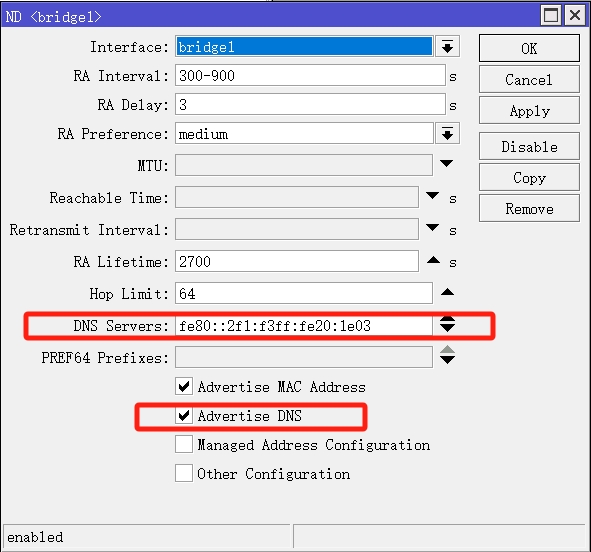 ND <bridge1>
Interface: bridge1
OK
RA Interval: 300-900 s
Cancel
RA Delay: 3 s
Apply
RA Preference: medium
Disable
MTU:
Copy
Reachable Time: s
Remove
Retransmit Interval: s
RA Lifetime: 2700 s
Hop Limit: 64
DNS Servers: fe80::2f1:f3ff:fe20:1e03
PREF64 Prefixes:
Advertise MAC Address
Advertise DNS
Managed Address Configuration
Other Configuration
enabled